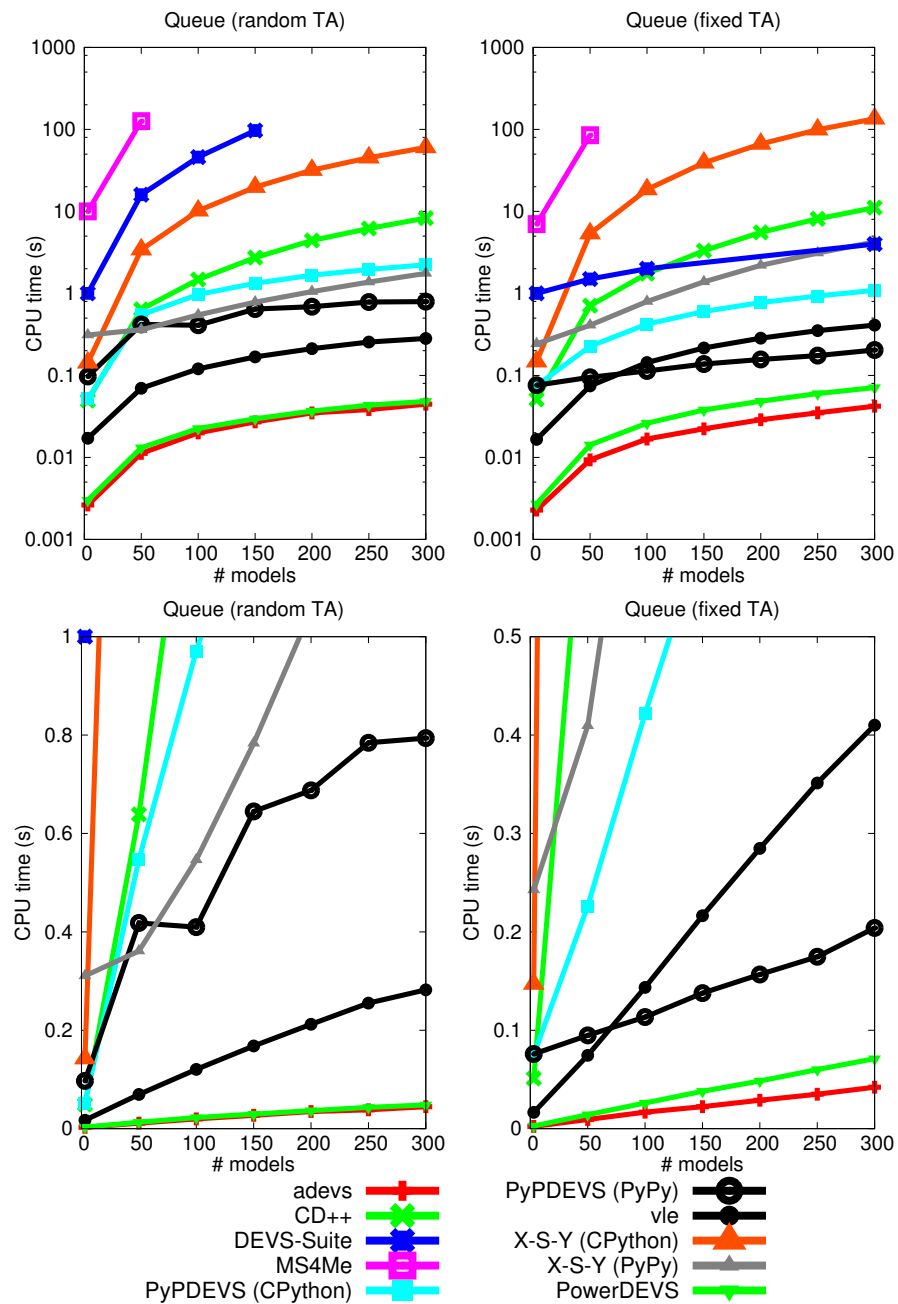 Queue (random TA)
1000
100
10
1
0.1
0.01
0.001
CPU time (s)
0 50 100 150 200 250 300
# models
Queue (fixed TA)
1000
100
10
1
0.1
0.01
0.001
CPU time (s)
0 50 100 150 200 250 300
# models
Queue (random TA)
1
0.8
0.6
0.4
0.2
0
CPU time (s)
0 50 100 150 200 250 300
# models
Queue (fixed TA)
0.5
0.4
0.3
0.2
0.1
0
CPU time (s)
0 50 100 150 200 250 300
# models
adevs
CD++
DEVS-Suite
MS4Me
PyPDEVS (CPython)
PyPDEVS (PyPy)
vle
X-S-Y (CPython)
X-S-Y (PyPy)
PowerDEVS